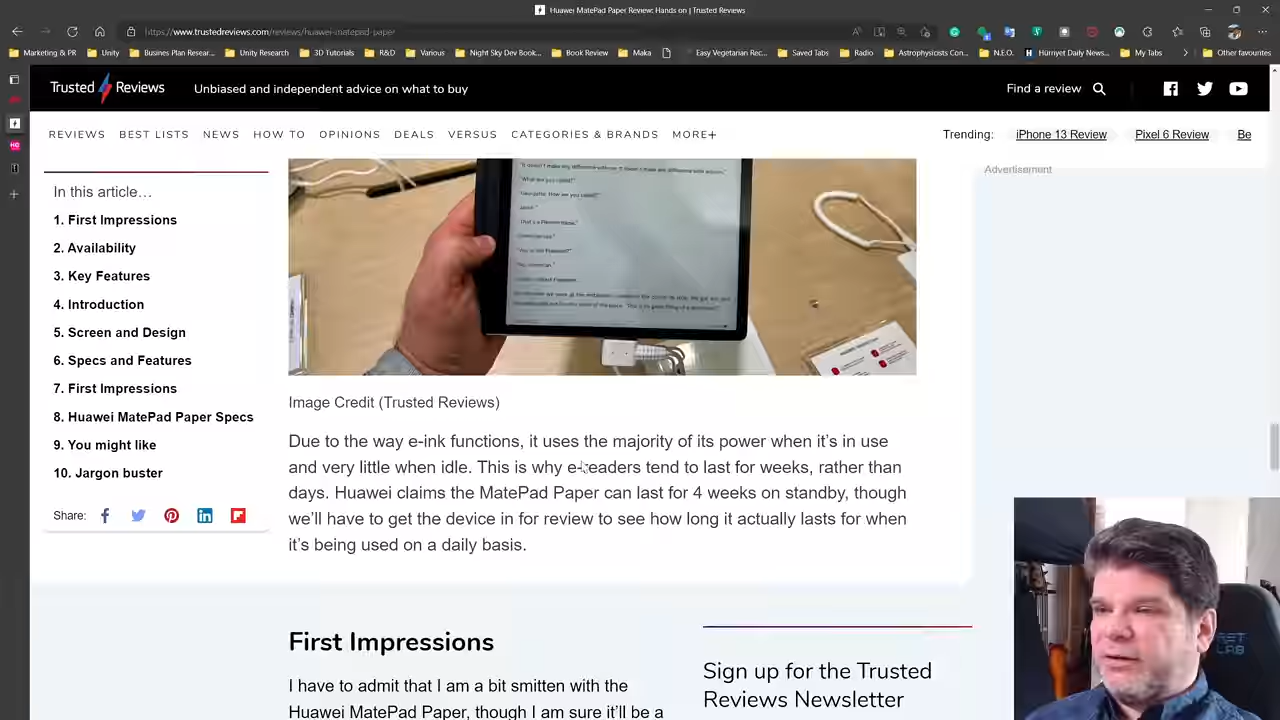 Huawei MatePad Paper Review: Hands on | Trusted Reviews
https://www.trustedreviews.com/reviews/huawei-matepad-paper
Marketing & PR Unity Busines Plan Resear... Unity Research 3D Tutorials R&D Various Night Sky Dev Book... Book Review Maka Easy Vegetarian Rec... Saved Tabs Radio Astrophysicists Con... N.E.O. Hürriyet Daily News My Tabs Other favourites
Trusted Reviews Unbiased and independent advice on what to buy Find a review
REVIEWS BEST LISTS NEWS HOW TO OPINIONS DEALS VERSUS CATEGORIES & BRANDS MORE+ Trending: iPhone 13 Review Pixel 6 Review Be
Advertisement
In this article...
1. First Impressions
2. Availability
3. Key Features
4. Introduction
5. Screen and Design
6. Specs and Features
7. First Impressions
8. Huawei MatePad Paper Specs
9. You might like
10. Jargon buster
Share:
Image Credit (Trusted Reviews)
Due to the way e-ink functions, it uses the majority of its power when it's in use
and very little when idle. This is why e-readers tend to last for weeks, rather than
days. Huawei claims the MatePad Paper can last for 4 weeks on standby, though
we'll have to get the device in for review to see how long it actually lasts for when
it's being used on a daily basis.
First Impressions
I have to admit that I am a bit smitten with the
Huawei MatePad Paper, though I am sure it'll be a
Sign up for the Trusted
Reviews Newsletter